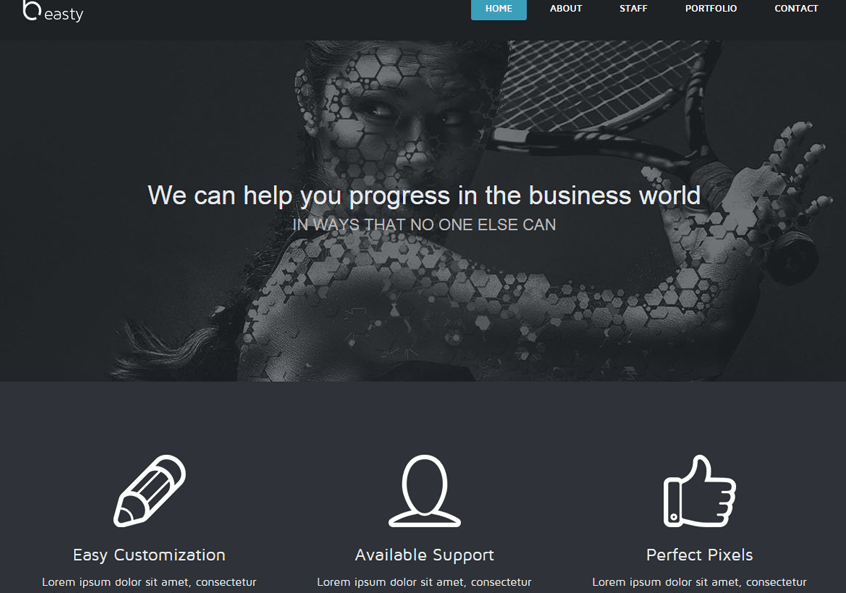 beasty
HOME ABOUT STAFF PORTFOLIO CONTACT
We can help you progress in the business world
IN WAYS THAT NO ONE ELSE CAN
Easy Customization Available Support Perfect Pixels
Lorem ipsum dolor sit amet, consectetur Lorem ipsum dolor sit amet, consectetur Lorem ipsum dolor sit amet, consectetur